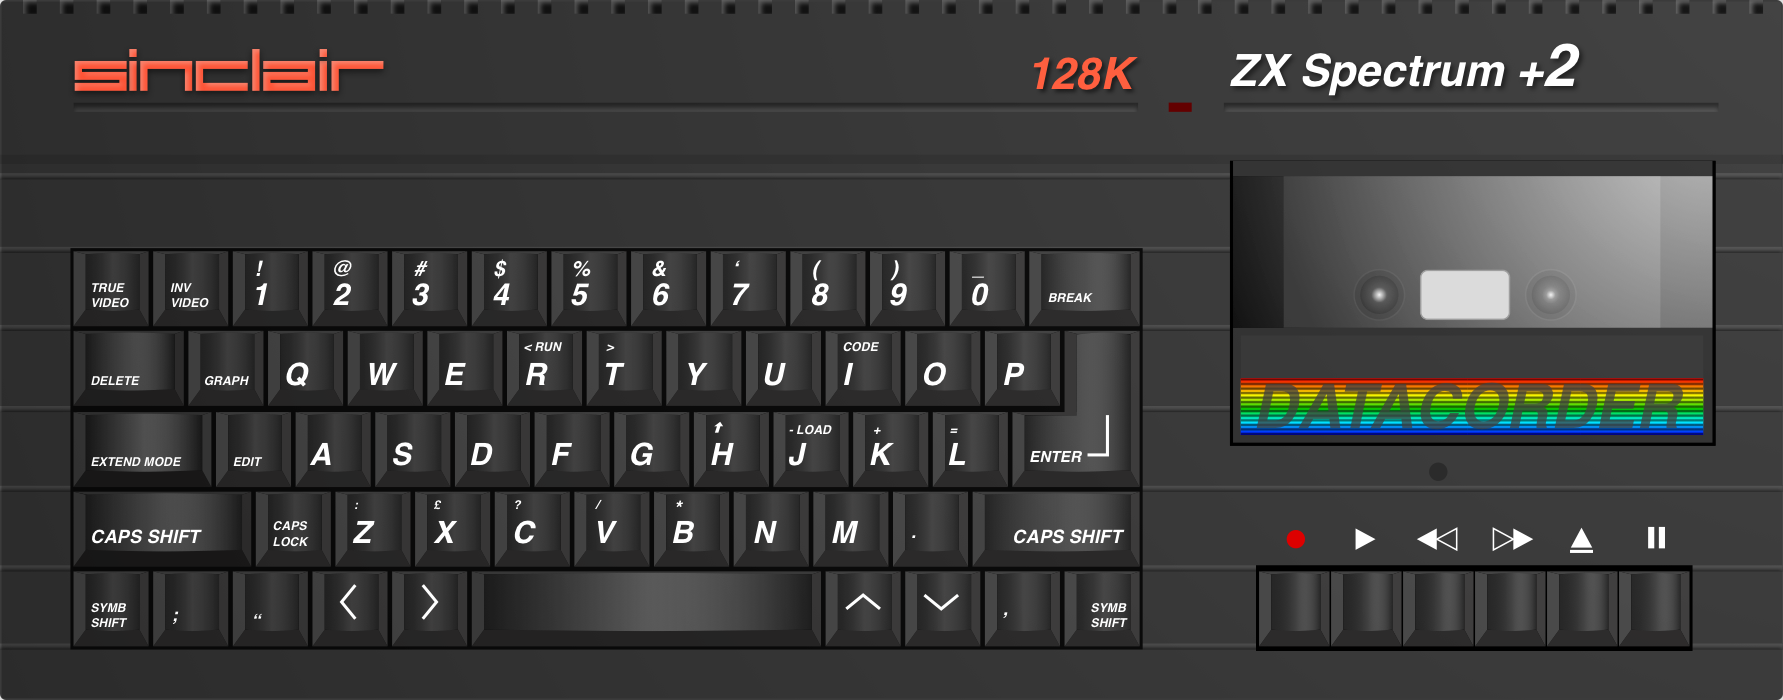 sinclair
128K
ZX Spectrum +2
! @ # $ % & ‘ ( ) _
TRUE VIDEO INV VIDEO 1 2 3 4 5 6 7 8 9 0 BREAK
< RUN > CODE
DELETE GRAPH Q W E R T Y U I O P
- LOAD + =
EXTEND MODE EDIT A S D F G H J K L ENTER
: £ ? / *
CAPS SHIFT CAPS LOCK Z X C V B N M . CAPS SHIFT
SYMB SHIFT ; “ , SYMB SHIFT
DATACORDER